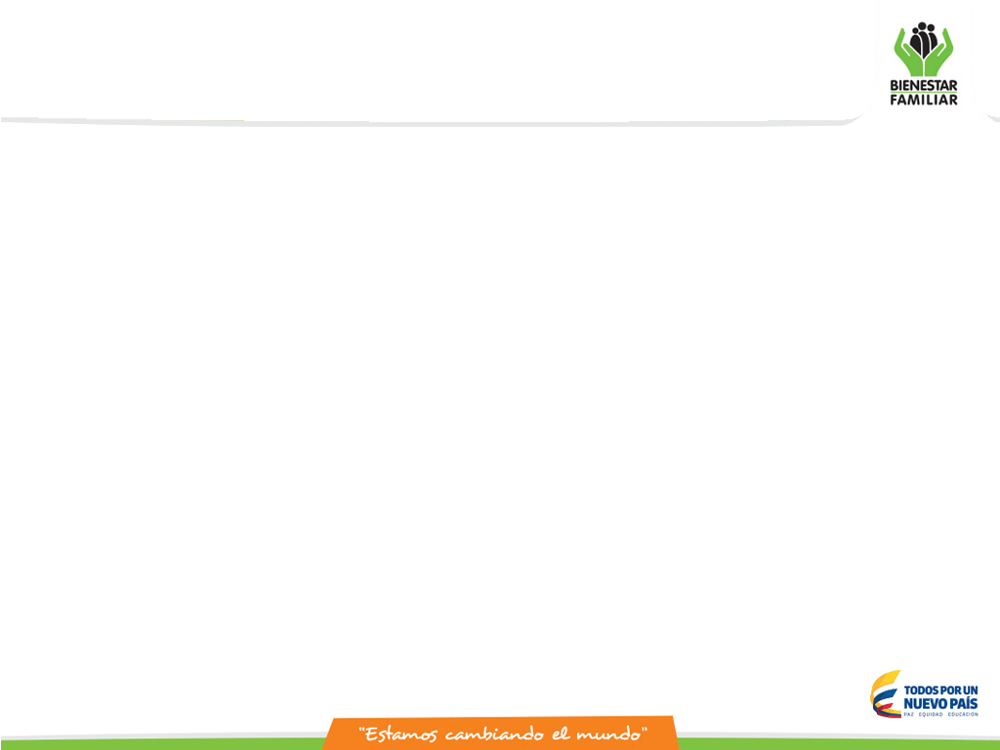 BIENESTAR
FAMILIAR
TODOS POR UN
NUEVO PAÍS
PAZ EQUIDAD EDUCACIÓN
"Estamos cambiando el mundo"